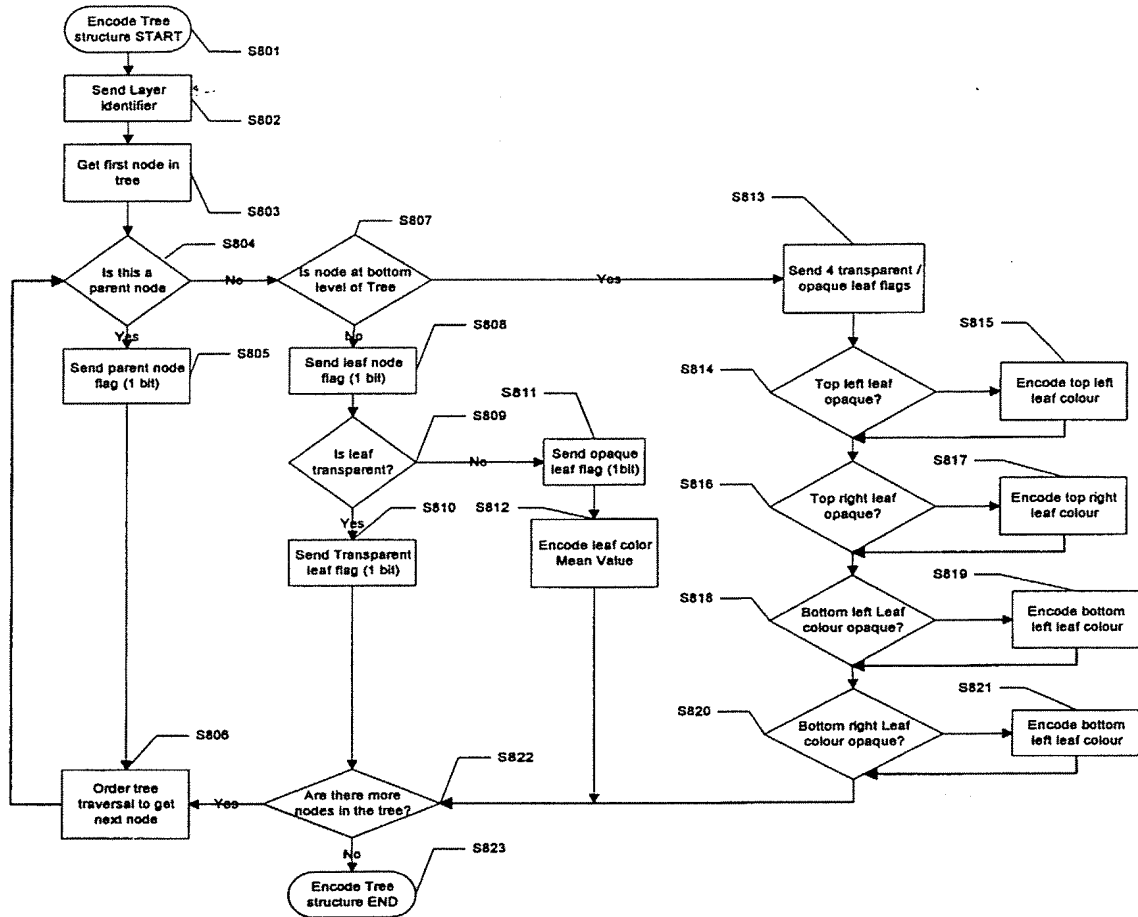 Encode Tree
structure START
S801
Send Layer
Identifier
S802
Get first node in
tree
S803
S804
Is this a
parent node
No
Yes
S805
Send parent node
flag (1 bit)
S806
Order tree
traversal to get
next node
S807
Is node at bottom
level of Tree
Yes
No
S808
Send leaf node
flag (1 bit)
S809
Is leaf
transparent?
No
Yes
S810
Send Transparent
leaf flag (1 bit)
S811
Send opaque
leaf flag (1bit)
S812
Encode leaf color
Mean Value
S813
Send 4 transparent /
opaque leaf flags
S814
Top left leaf
opaque?
S815
Encode top left
leaf colour
S816
Top right leaf
opaque?
S817
Encode top right
leaf colour
S818
Bottom left Leaf
colour opaque?
S819
Encode bottom
left leaf colour
S820
Bottom right Leaf
colour opaque?
S821
Encode bottom
left leaf colour
S822
Are there more
nodes in the tree?
Yes
No
S823
Encode Tree
structure END